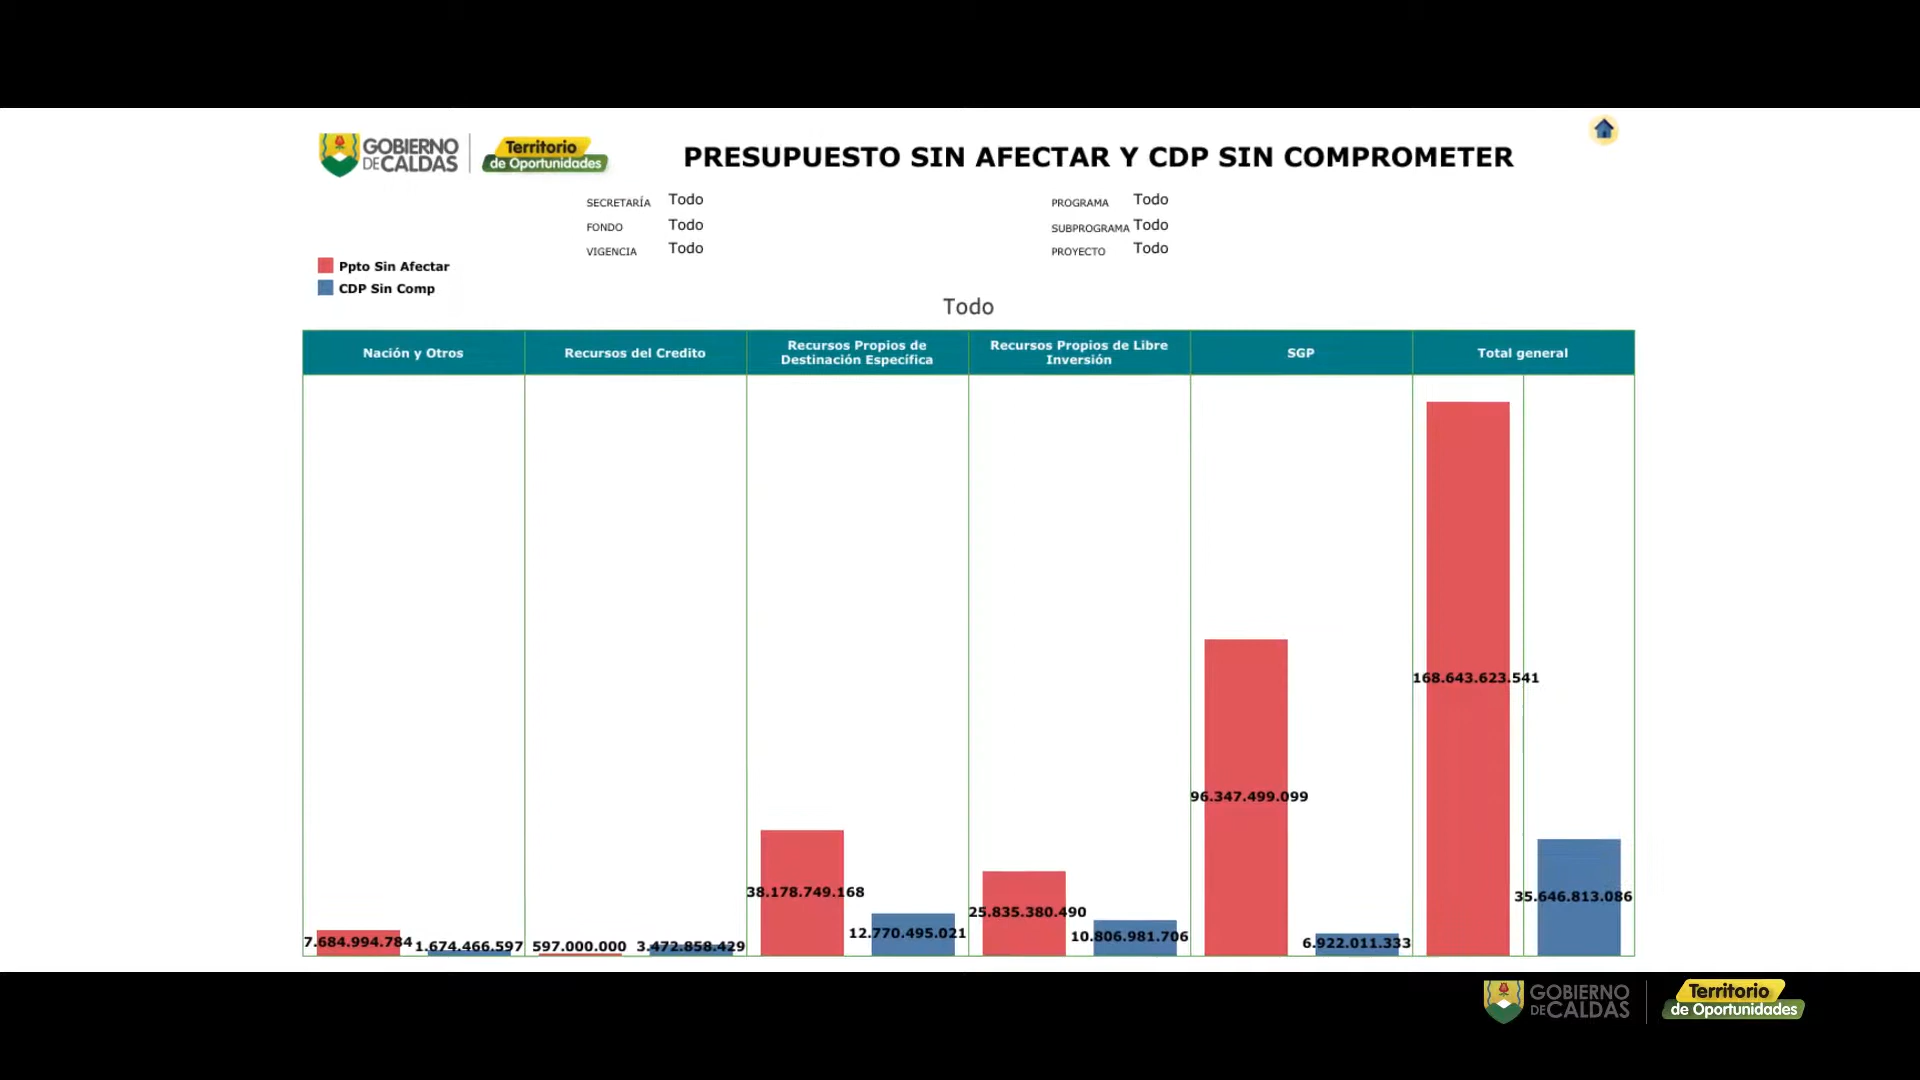 GOBIERNO
DE CALDAS
Territorio
de Oportunidades
PRESUPUESTO SIN AFECTAR Y CDP SIN COMPROMETER
SECRETARÍA Todo
PROGRAMA Todo
FONDO Todo
SUBPROGRAMA Todo
VIGENCIA Todo
PROYECTO Todo
Ppto Sin Afectar
CDP Sin Comp
Todo
Nación y Otros
Recursos del Credito
Recursos Propios de
Destinación Específica
Recursos Propios de Libre
Inversión
SGP
Total general
7.684.994.784
1.674.466.597
597.000.000
3.472.858.429
38.178.749.168
12.770.495.021
25.835.380.490
10.806.981.706
96.347.499.099
6.922.011.333
168.643.623.541
35.646.813.086
GOBIERNO
DE CALDAS
Territorio
de Oportunidades